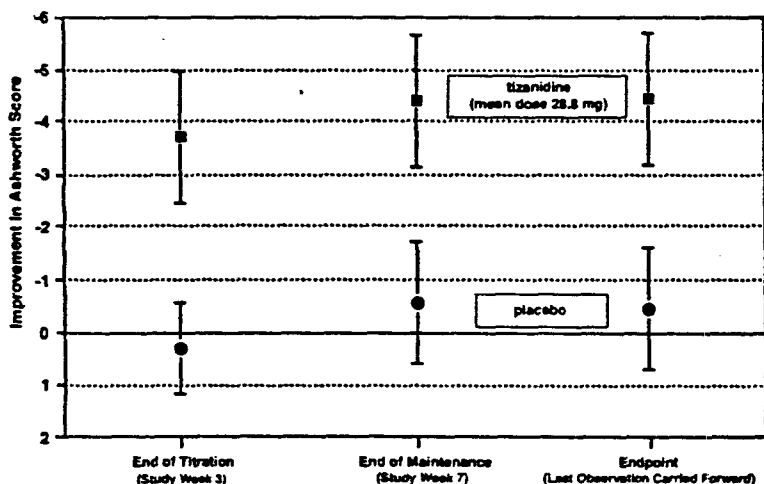 Improvement in Ashworth Score
-6
-5
-4
-3
-2
-1
0
1
2
tizanidine
(mean dose 28.8 mg)
placebo
End of Titration
(Study Week 3)
End of Maintenance
(Study Week 7)
Endpoint
(Last Observation Carried Forward)